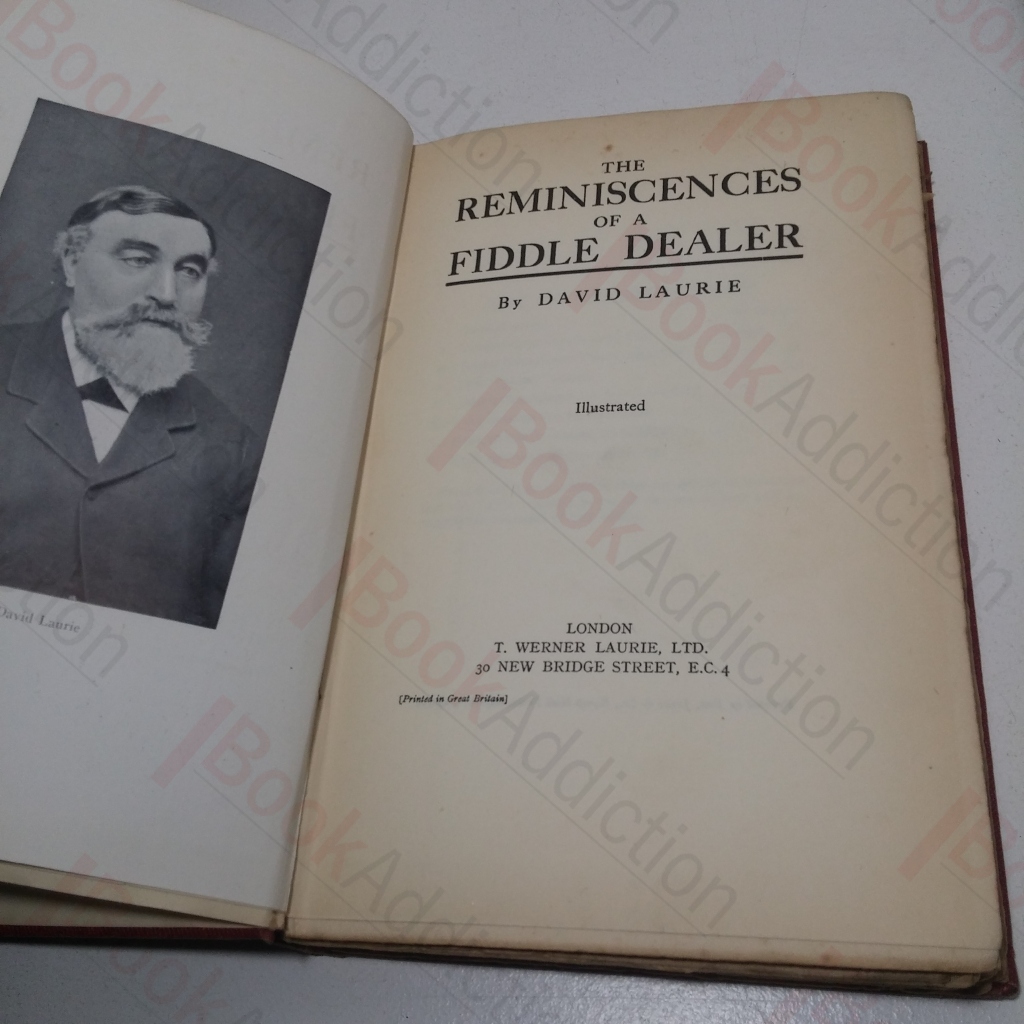 David Laurie
THE
REMINISCENCES
OF A
FIDDLE DEALER
By DAVID LAURIE
Illustrated
LONDON
T. WERNER LAURIE, LTD.
30 NEW BRIDGE STREET, E.C. 4
[Printed in Great Britain]
BookAddiction